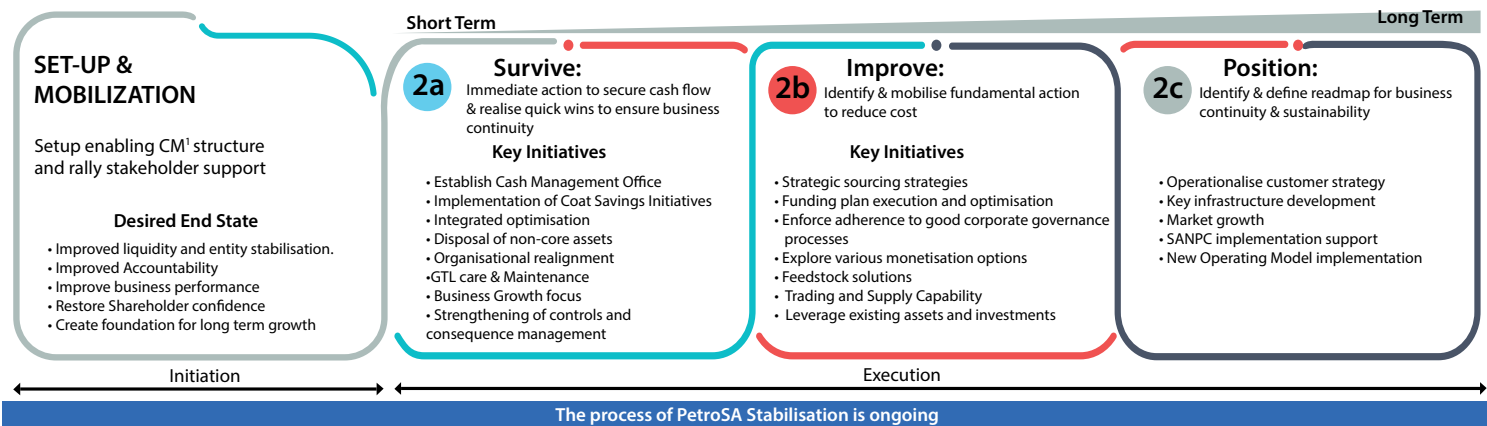 Short Term
Long Term
SET-UP &
MOBILIZATION
Setup enabling CM¹ structure
and rally stakeholder support
Desired End State
• Improved liquidity and entity stabilisation.
• Improved Accountability
• Improve business performance
• Restore Shareholder confidence
• Create foundation for long term growth
2a
Survive:
Immediate action to secure cash flow
& realise quick wins to ensure business
continuity
Key Initiatives
• Establish Cash Management Office
• Implementation of Coat Savings Initiatives
• Integrated optimisation
• Disposal of non-core assets
• Organisational realignment
•GTL care & Maintenance
• Business Growth focus
• Strengthening of controls and
consequence management
2b
Improve:
Identify & mobilise fundamental action
to reduce cost
Key Initiatives
• Strategic sourcing strategies
• Funding plan execution and optimisation
• Enforce adherence to good corporate governance
processes
• Explore various monetisation options
• Feedstock solutions
• Trading and Supply Capability
• Leverage existing assets and investments
2c
Position:
Identify & define roadmap for business
continuity & sustainability
• Operationalise customer strategy
• Key infrastructure development
• Market growth
• SANPC implementation support
• New Operating Model implementation
Initiation
Execution
The process of PetroSA Stabilisation is ongoing